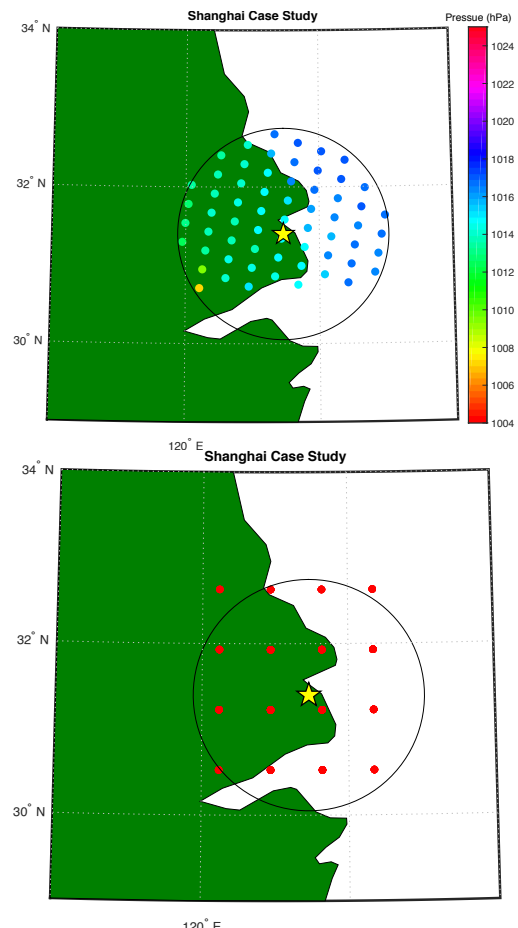 Shanghai Case Study
Pressue (hPa)
34° N
1024
1022
1020
1018
32° N
1016
1014
1012
1010
30° N
1008
1006
1004
120° E
Shanghai Case Study
34° N
32° N
30° N
120° E